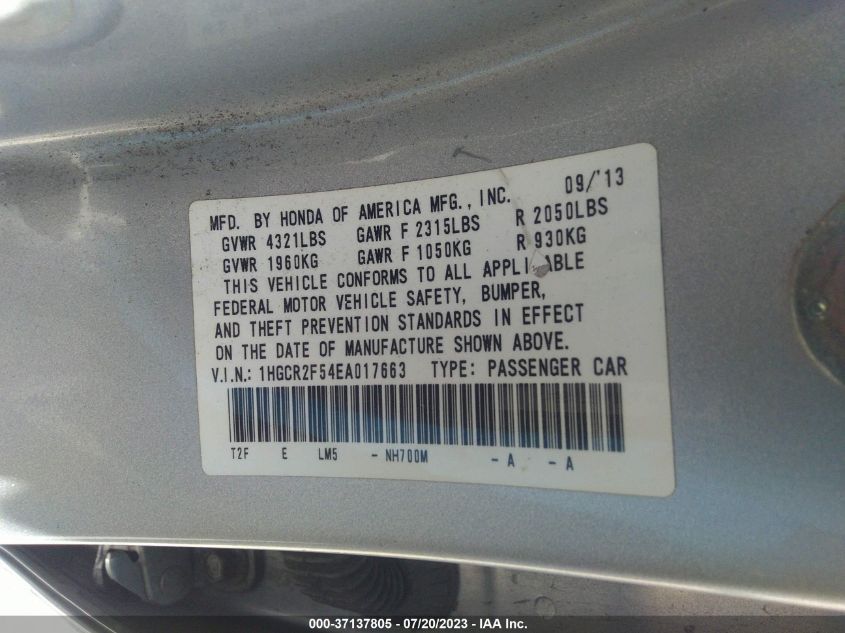 09/'13
MFD. BY HONDA OF AMERICA MFG., INC.
GVWR 4321LBS GAWR F 2315LBS R 2050LBS
GVWR 1960KG GAWR F 1050KG R 930KG
THIS VEHICLE CONFORMS TO ALL APPLICABLE
FEDERAL MOTOR VEHICLE SAFETY, BUMPER,
AND THEFT PREVENTION STANDARDS IN EFFECT
ON THE DATE OF MANUFACTURE SHOWN ABOVE.
V.I.N.: 1HGCR2F54EA017663 TYPE: PASSENGER CAR
T2F E LM5 - NH700M - A - A
000-37137805 / 07/20/2023 - IAA Inc.